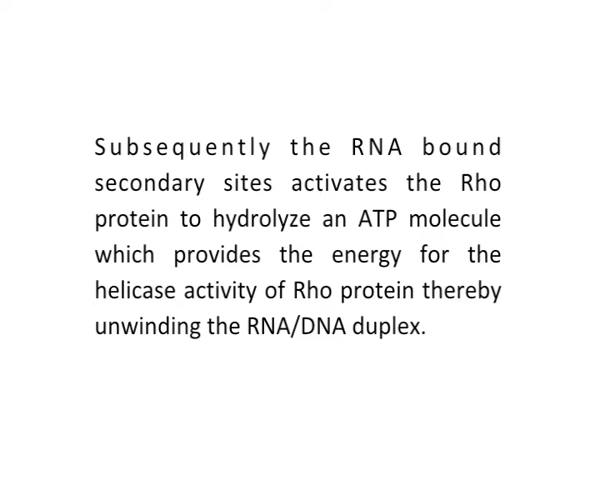 Subsequently the RNA bound
secondary sites activates the Rho
protein to hydrolyze an ATP molecule
which provides the energy for the
helicase activity of Rho protein thereby
unwinding the RNA/DNA duplex.